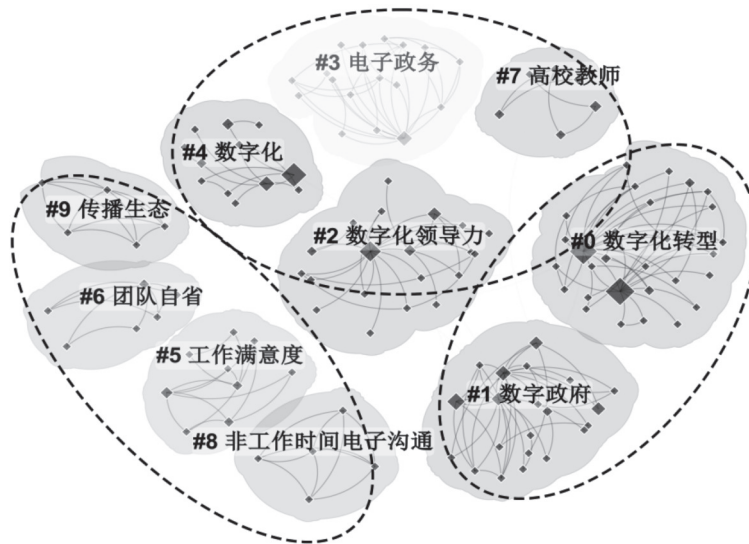 #3 电子政务
#7 高校教师
#4 数字化
#9 传播生态
#2 数字化领导力
#0 数字化转型
#6 团队自省
#5 工作满意度
#1 数字政府
#8 非工作时间电子沟通